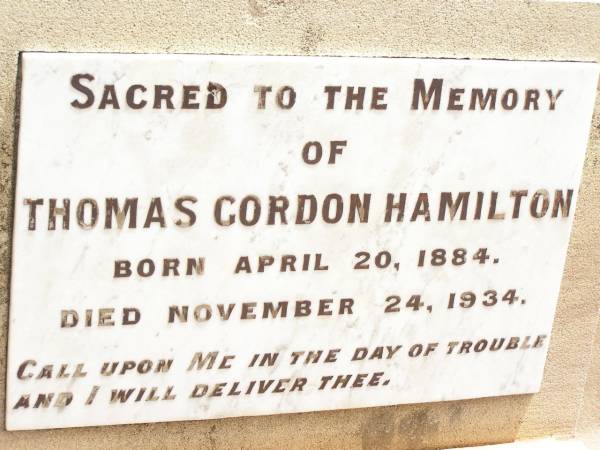 Sacred to the Memory
of
THOMAS GORDON HAMILTON
BORN APRIL 20, 1884.
DIED NOVEMBER 24, 1934.
CALL UPON ME IN THE DAY OF TROUBLE
AND I WILL DELIVER THEE.